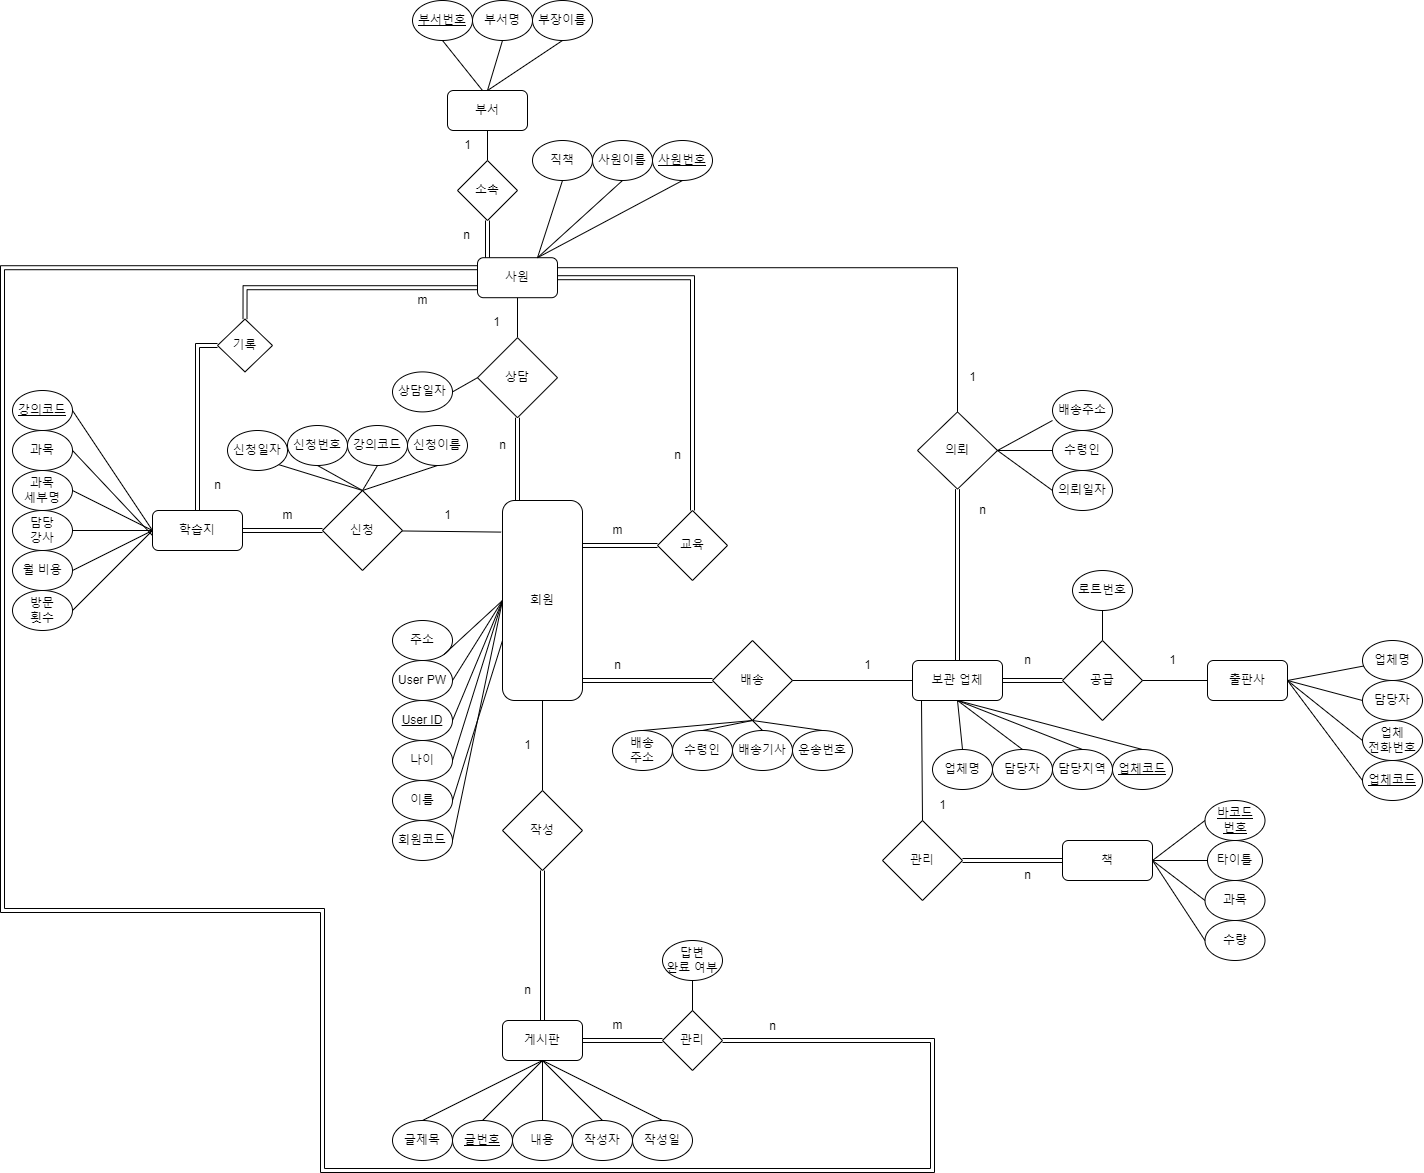 부서번호
부서명
부장이름
부서
1
소속
직책
사원이름
사원번호
n
사원
m
1
기록
상담
상담일자
1
강의코드
과목
과목
세부명
담당
강사
월 비용
방문
횟수
신청일자
신청번호
강의코드
신청이름
n
n
n
의뢰
배송주소
수령인
의뢰일자
n
학습지
m
신청
1
m
교육
회원
로트번호
주소
User PW
User ID
나이
이름
회원코드
n
배송
1
보관 업체
n
공급
1
출판사
업체명
담당자
업체
전화번호
업체코드
배송
주소
수령인
배송기사
운송번호
업체명
담당자
담당지역
업체코드
1
작성
1
관리
n
책
바코드
번호
타이틀
과목
수량
답변
완료 여부
n
게시판
m
관리
n
글제목
글번호
내용
작성자
작성일